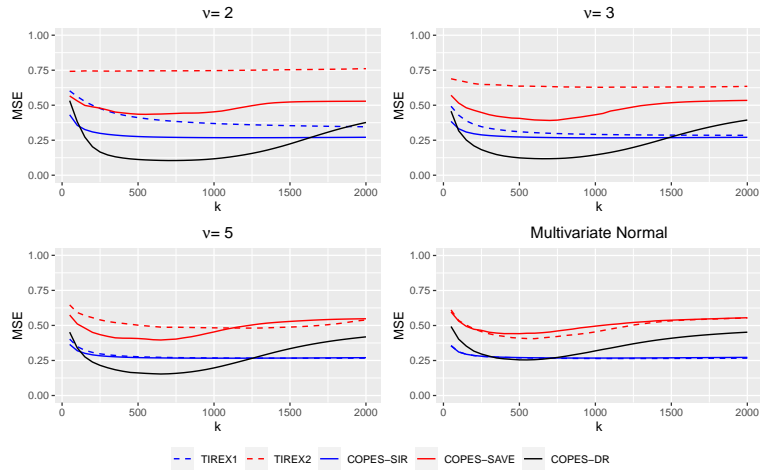 ν= 2
ν= 3
MSE
1.00
0.75
0.50
0.25
0.00
0
500
1000
1500
2000
k
MSE
1.00
0.75
0.50
0.25
0.00
0
500
1000
1500
2000
k
ν= 5
Multivariate Normal
MSE
1.00
0.75
0.50
0.25
0.00
0
500
1000
1500
2000
k
MSE
1.00
0.75
0.50
0.25
0.00
0
500
1000
1500
2000
k
TIREX1
TIREX2
COPES−SIR
COPES−SAVE
COPES−DR